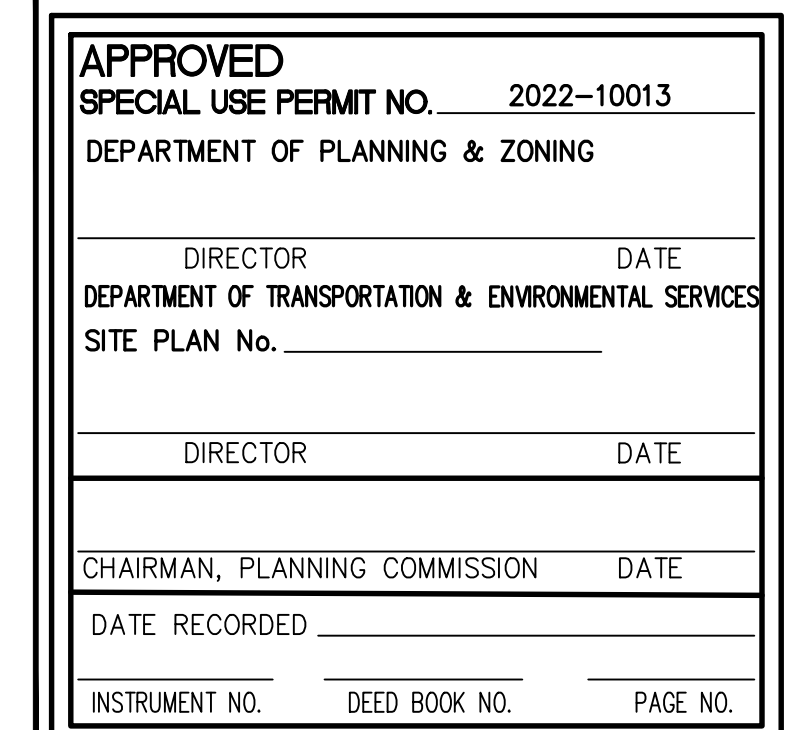 APPROVED
SPECIAL USE PERMIT NO. 2022-10013
DEPARTMENT OF PLANNING & ZONING
DIRECTOR DATE
DEPARTMENT OF TRANSPORTATION & ENVIRONMENTAL SERVICES
SITE PLAN No.
DIRECTOR DATE
CHAIRMAN, PLANNING COMMISSION DATE
DATE RECORDED
INSTRUMENT NO. DEED BOOK NO. PAGE NO.